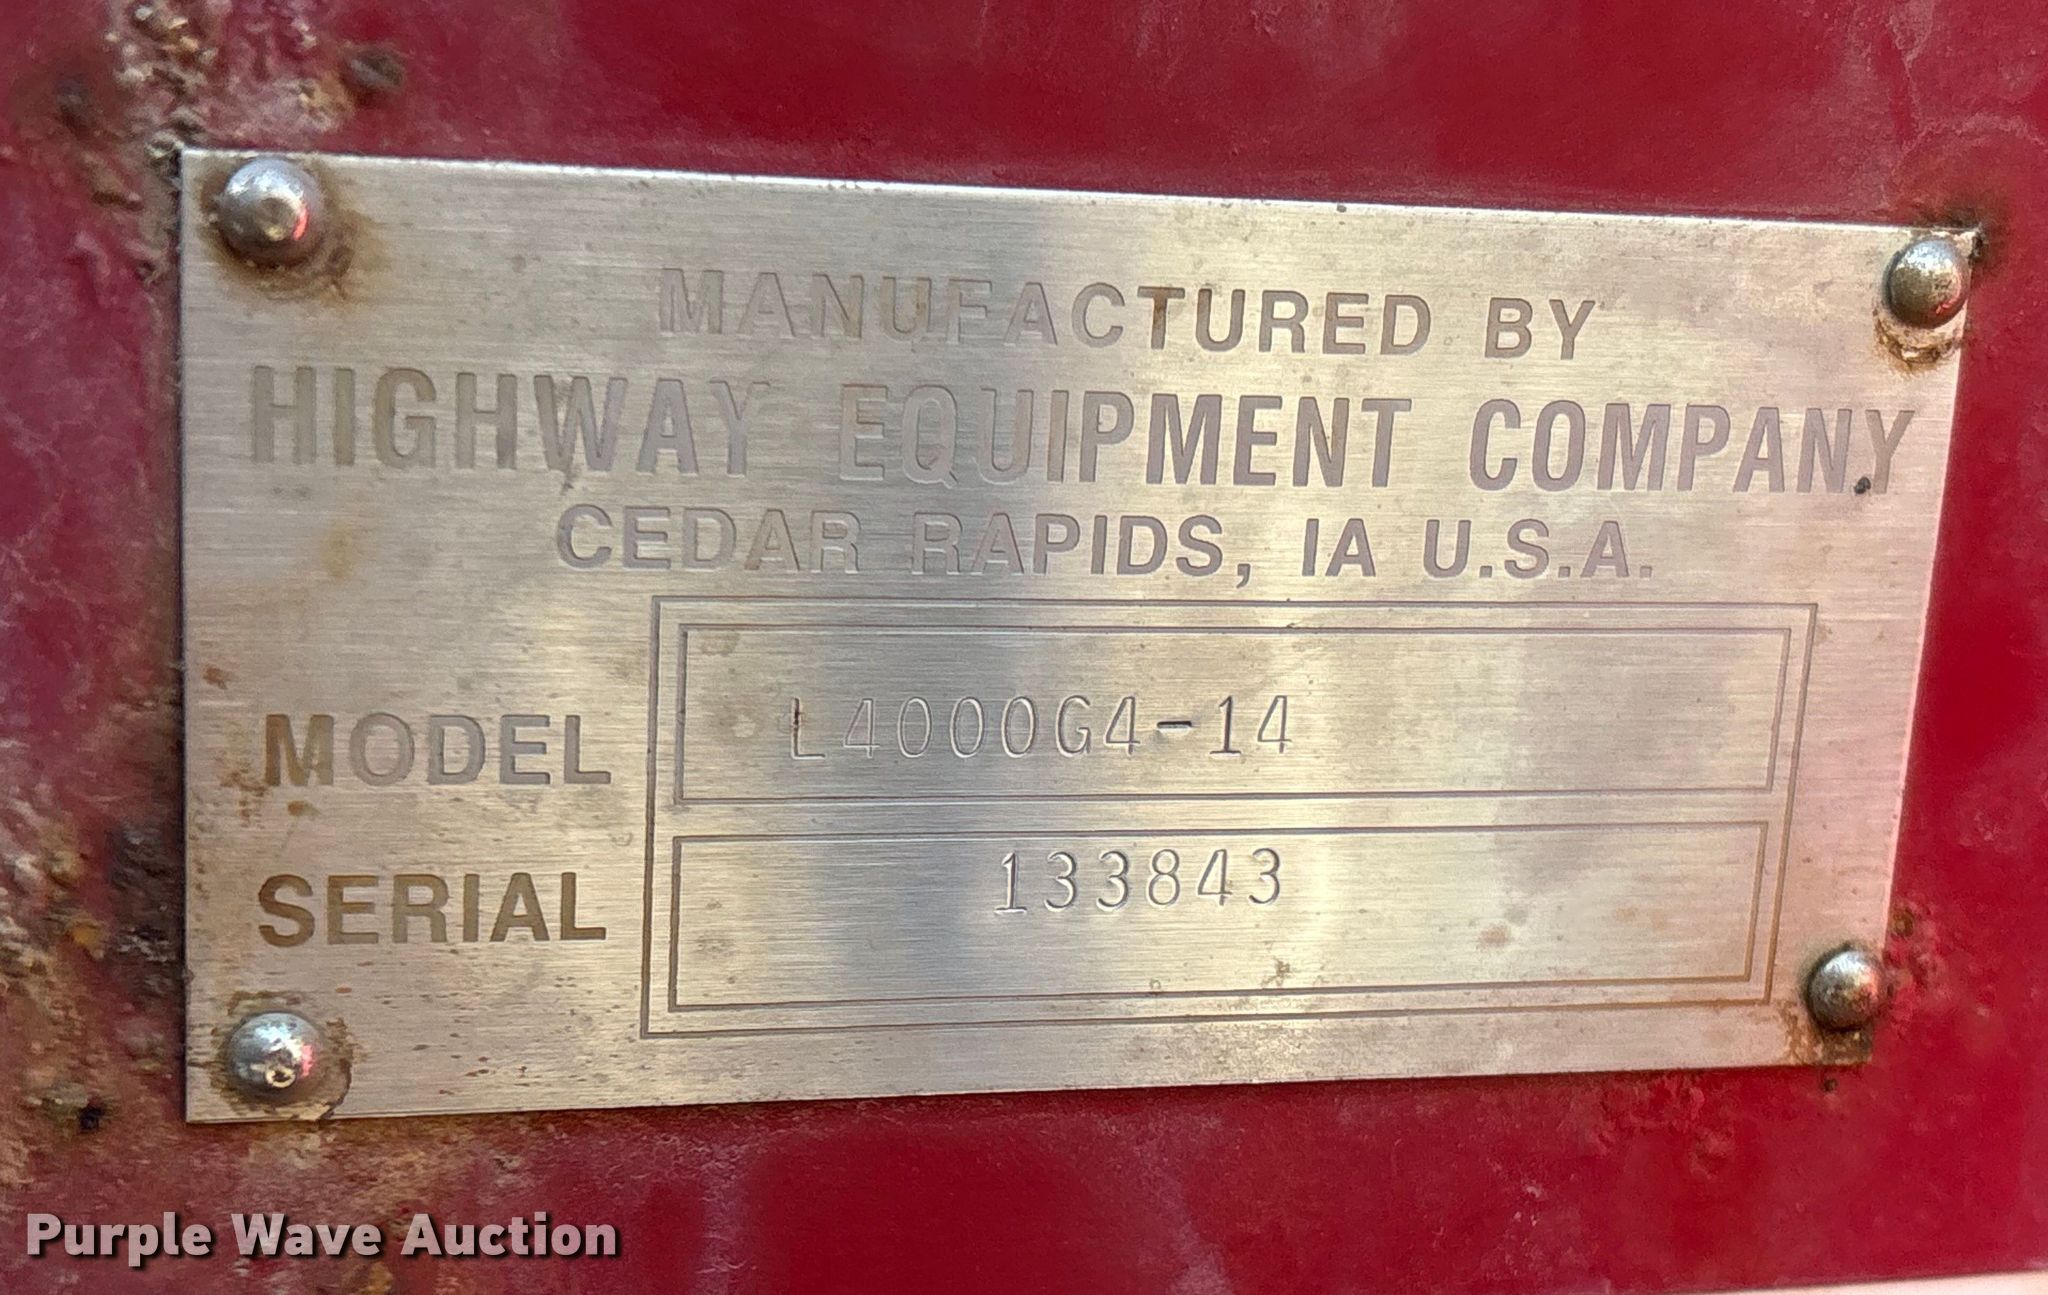 MANUFACTURED BY
HIGHWAY EQUIPMENT COMPANY
CEDAR RAPIDS, IA U.S.A.
MODEL L4000G4-14
SERIAL 133843
Purple Wave Auction